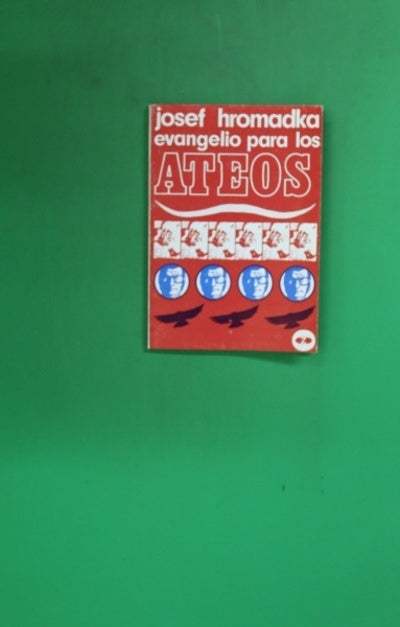 josef hromadka
evangelio para los
ATEOS